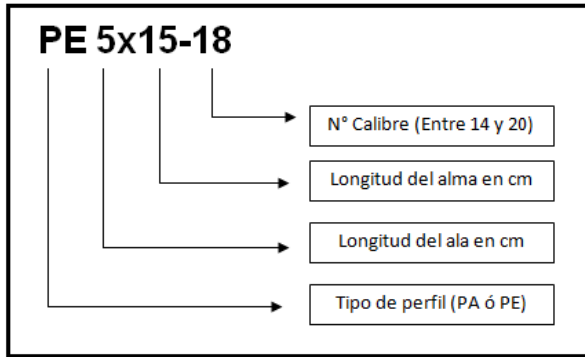 PE 5x15-18
N° Calibre (Entre 14 y 20)
Longitud del alma en cm
Longitud del ala en cm
Tipo de perfil (PA ó PE)